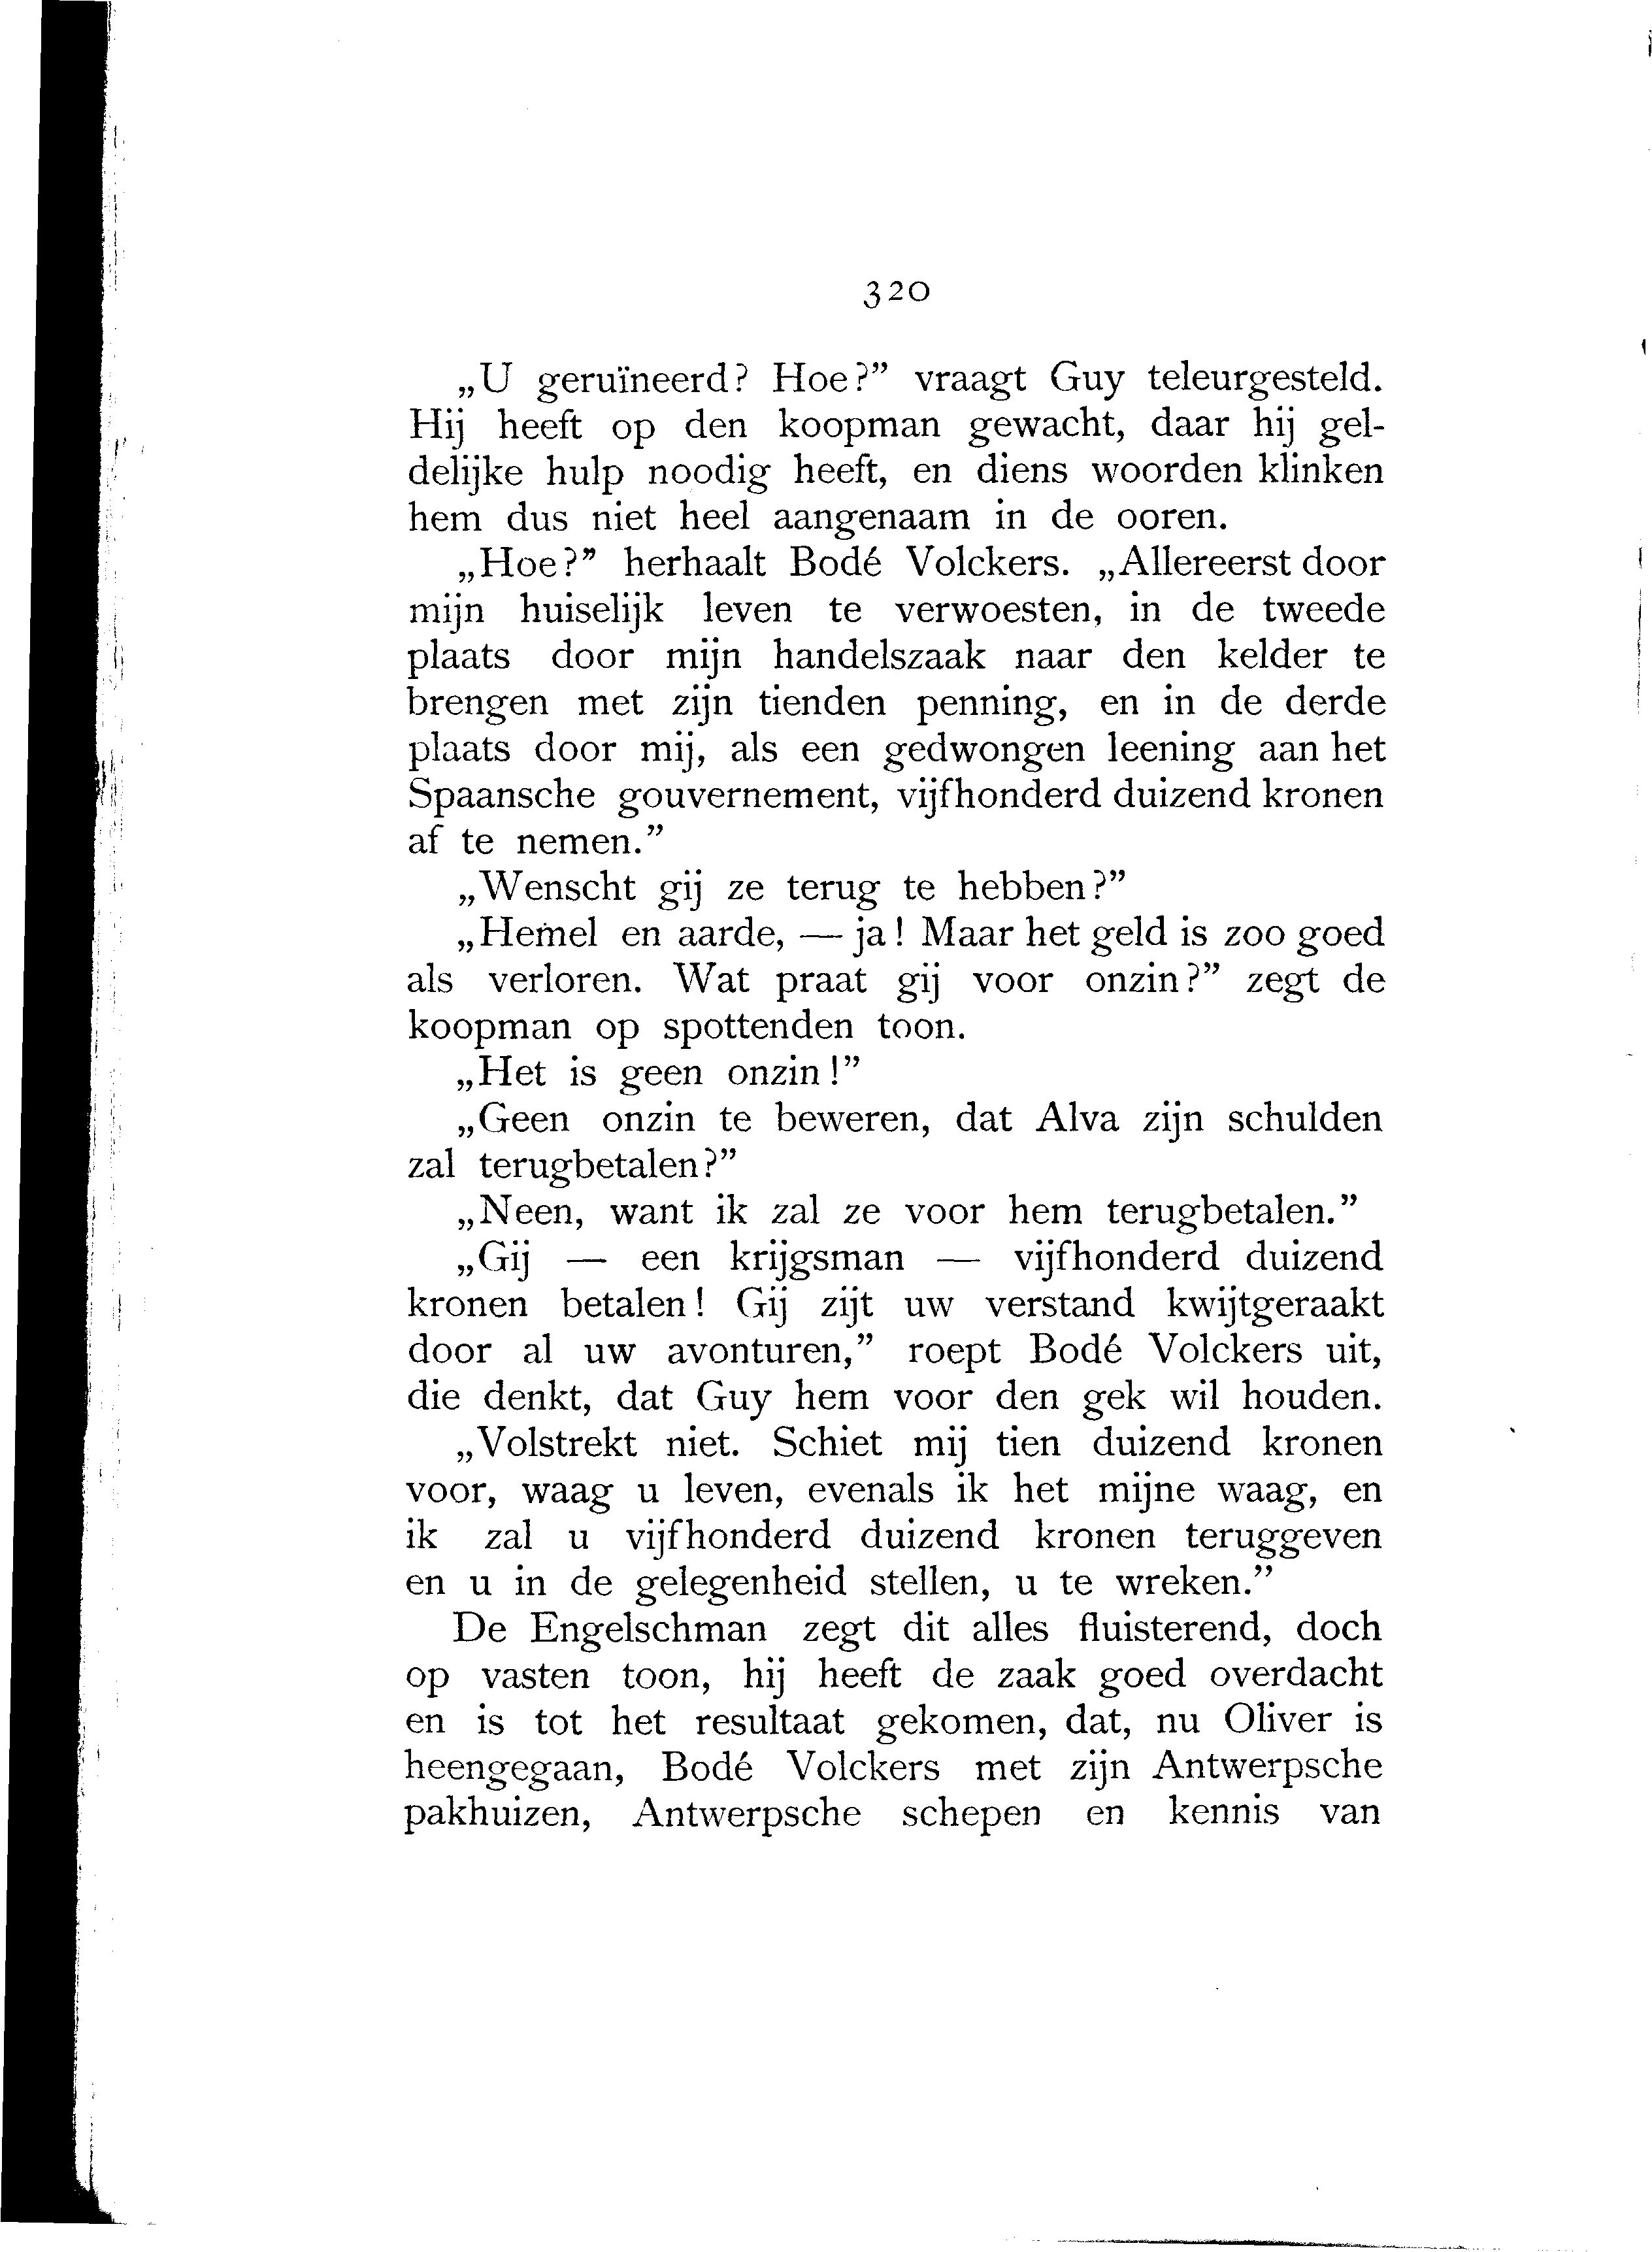 320
„U geruïneerd? Hoe?” vraagt Guy teleurgesteld.
Hij heeft op den koopman gewacht, daar hij gel-
delijke hulp noodig heeft, en diens woorden klinken
hem dus niet heel aangenaam in de ooren.
„Hoe?” herhaalt Bodé Volckers. „Allereerst door
mijn huiselijk leven te verwoesten, in de tweede
plaats door mijn handelszaak naar den kelder te
brengen met zijn tienden penning, en in de derde
plaats door mij, als een gedwongen leening aan het
Spaansche gouvernement, vijfhonderd duizend kronen
af te nemen.”
„Wenscht gij ze terug te hebben?”
„Hemel en aarde, — ja! Maar het geld is zoo goed
als verloren. Wat praat gij voor onzin?” zegt de
koopman op spottenden toon.
„Het is geen onzin!”
„Geen onzin te beweren, dat Alva zijn schulden
zal terugbetalen?”
„Neen, want ik zal ze voor hem terugbetalen.”
„Gij — een krijgsman — vijfhonderd duizend
kronen betalen! Gij zijt uw verstand kwijtgeraakt
door al uw avonturen,” roept Bodé Volckers uit,
die denkt, dat Guy hem voor den gek wil houden.
„Volstrekt niet. Schiet mij tien duizend kronen
voor, waag u leven, evenals ik het mijne waag, en
ik zal u vijfhonderd duizend kronen teruggeven
en u in de gelegenheid stellen, u te wreken.”
De Engelschman zegt dit alles fluisterend, doch
op vasten toon, hij heeft de zaak goed overdacht
en is tot het resultaat gekomen, dat, nu Oliver is
heengegaan, Bodé Volckers met zijn Antwerpsche
pakhuizen, Antwerpsche schepen en kennis van